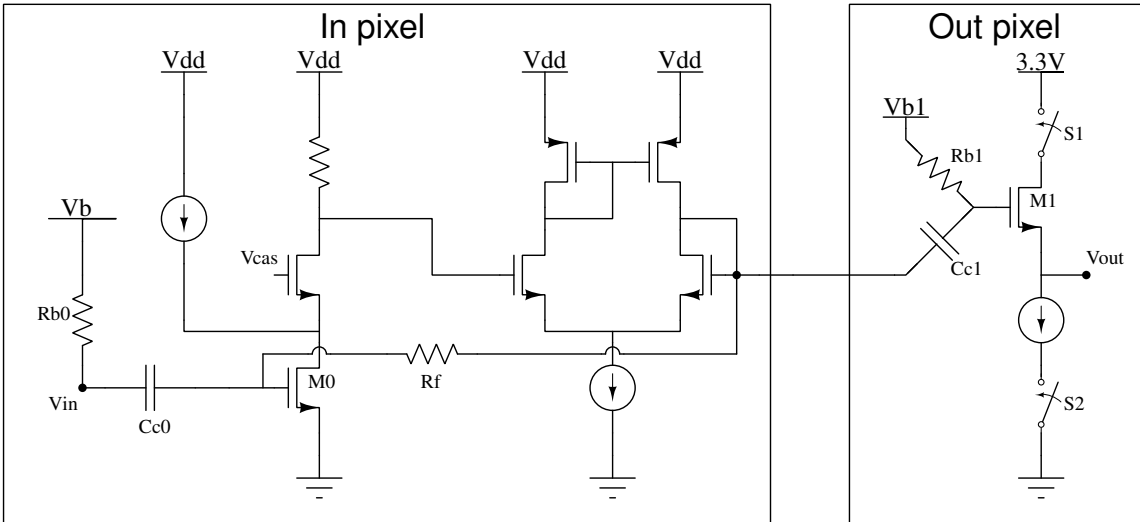 In pixel
Out pixel
Vdd
Vdd
Vdd
Vdd
3.3V
Vb1
S1
Rb1
M1
Vb
Vcas
Cc1
Vout
Rb0
Rf
M0
Vin
Cc0
S2